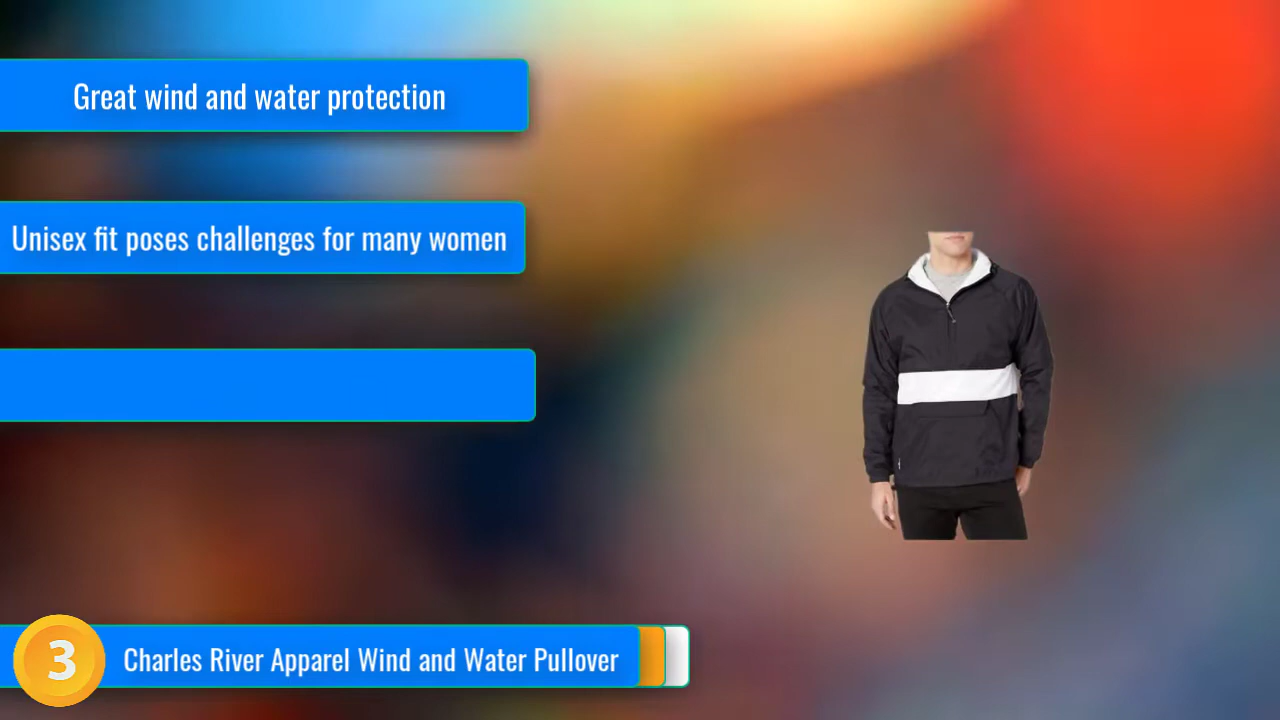 Great wind and water protection
Unisex fit poses challenges for many women
3
Charles River Apparel Wind and Water Pullover